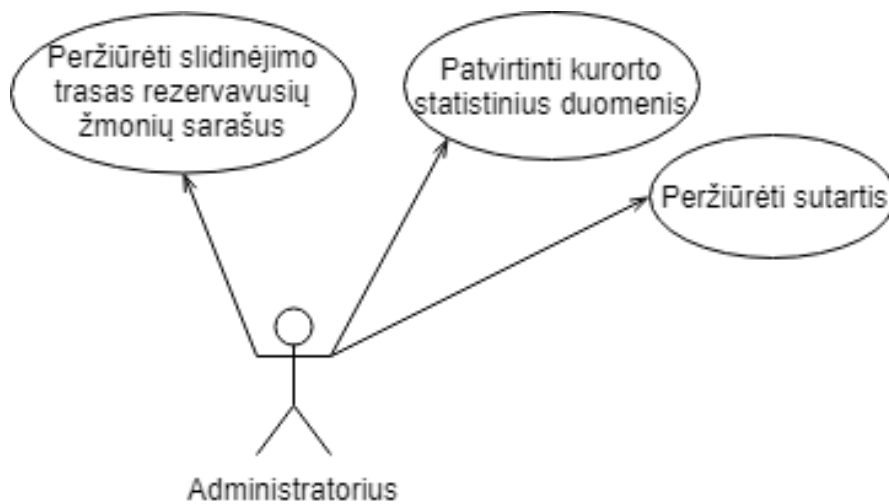 Peržiūrėti slidinėjimo
trasas rezervavusių
žmonių sarašus
Patvirtinti kurorto
statistinius duomenis
Peržiūrėti sutartis
Administratorius